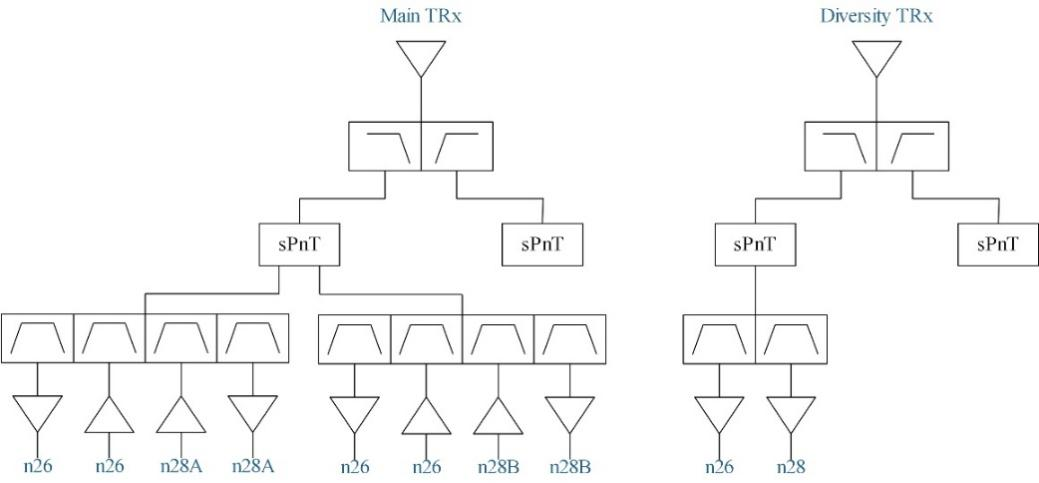 Main TRx
Diversity TRx
sPnT
sPnT
sPnT
sPnT
n26
n26
n28A
n28A
n26
n26
n28B
n28B
n26
n28